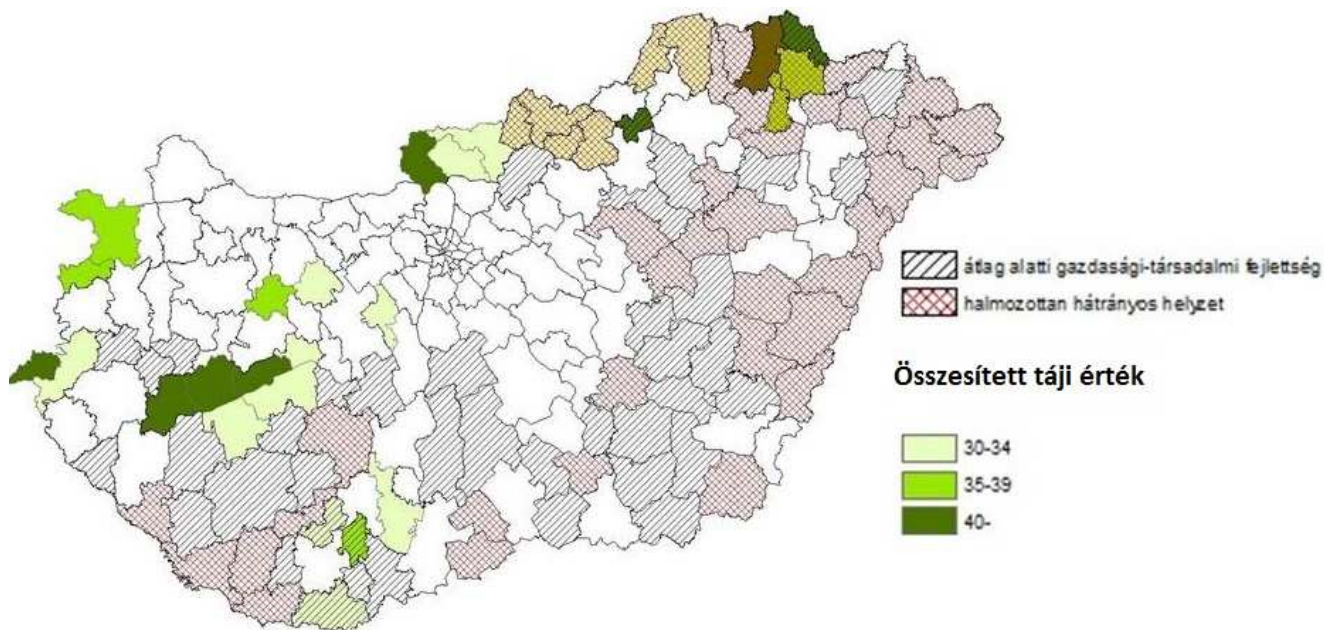 átlag alatti gazdasági-társadalmi fejlettség
halmozottan hátrányos helyzet
Összesített táji érték
30-34
35-39
40-